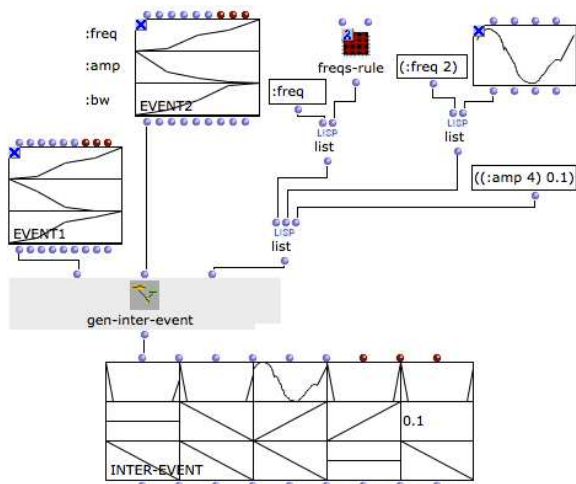 :freq
:amp
:bw
EVENT2
freqs-rule
:freq
(:freq 2)
LISP
list
LISP
list
((:amp 4) 0.1)
EVENT1
LISP
list
gen-inter-event
0.1
INTER-EVENT